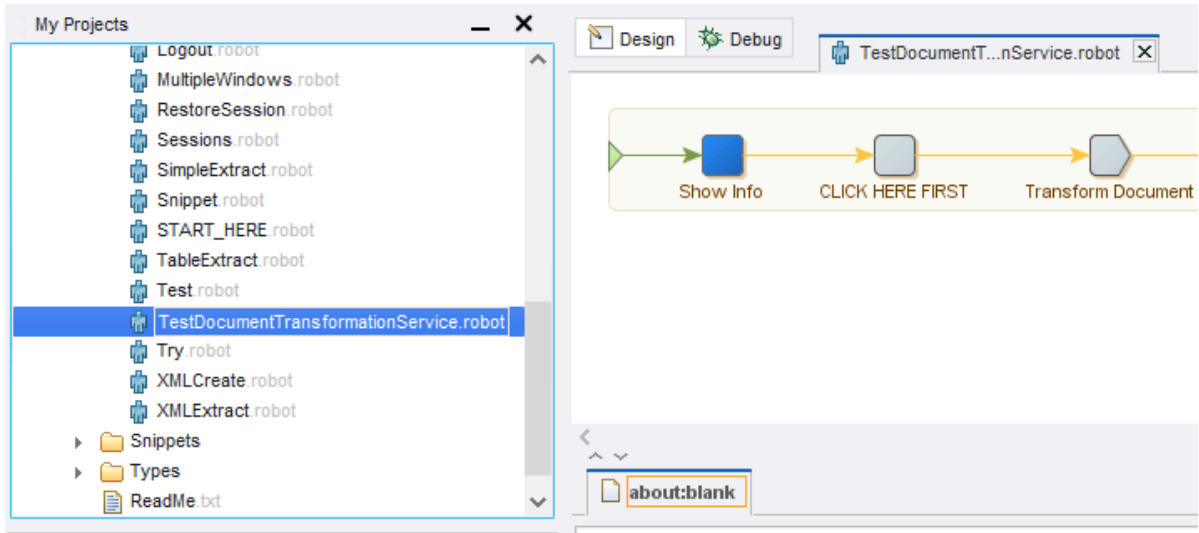 My Projects
Logout.robot
MultipleWindows.robot
RestoreSession.robot
Sessions.robot
SimpleExtract.robot
Snippet.robot
START_HERE.robot
TableExtract.robot
Test.robot
TestDocumentTransformationService.robot
Try.robot
XMLCreate.robot
XMLExtract.robot
Snippets
Types
ReadMe.txt
Design
Debug
TestDocumentT...nService.robot
Show Info
CLICK HERE FIRST
Transform Document
about:blank